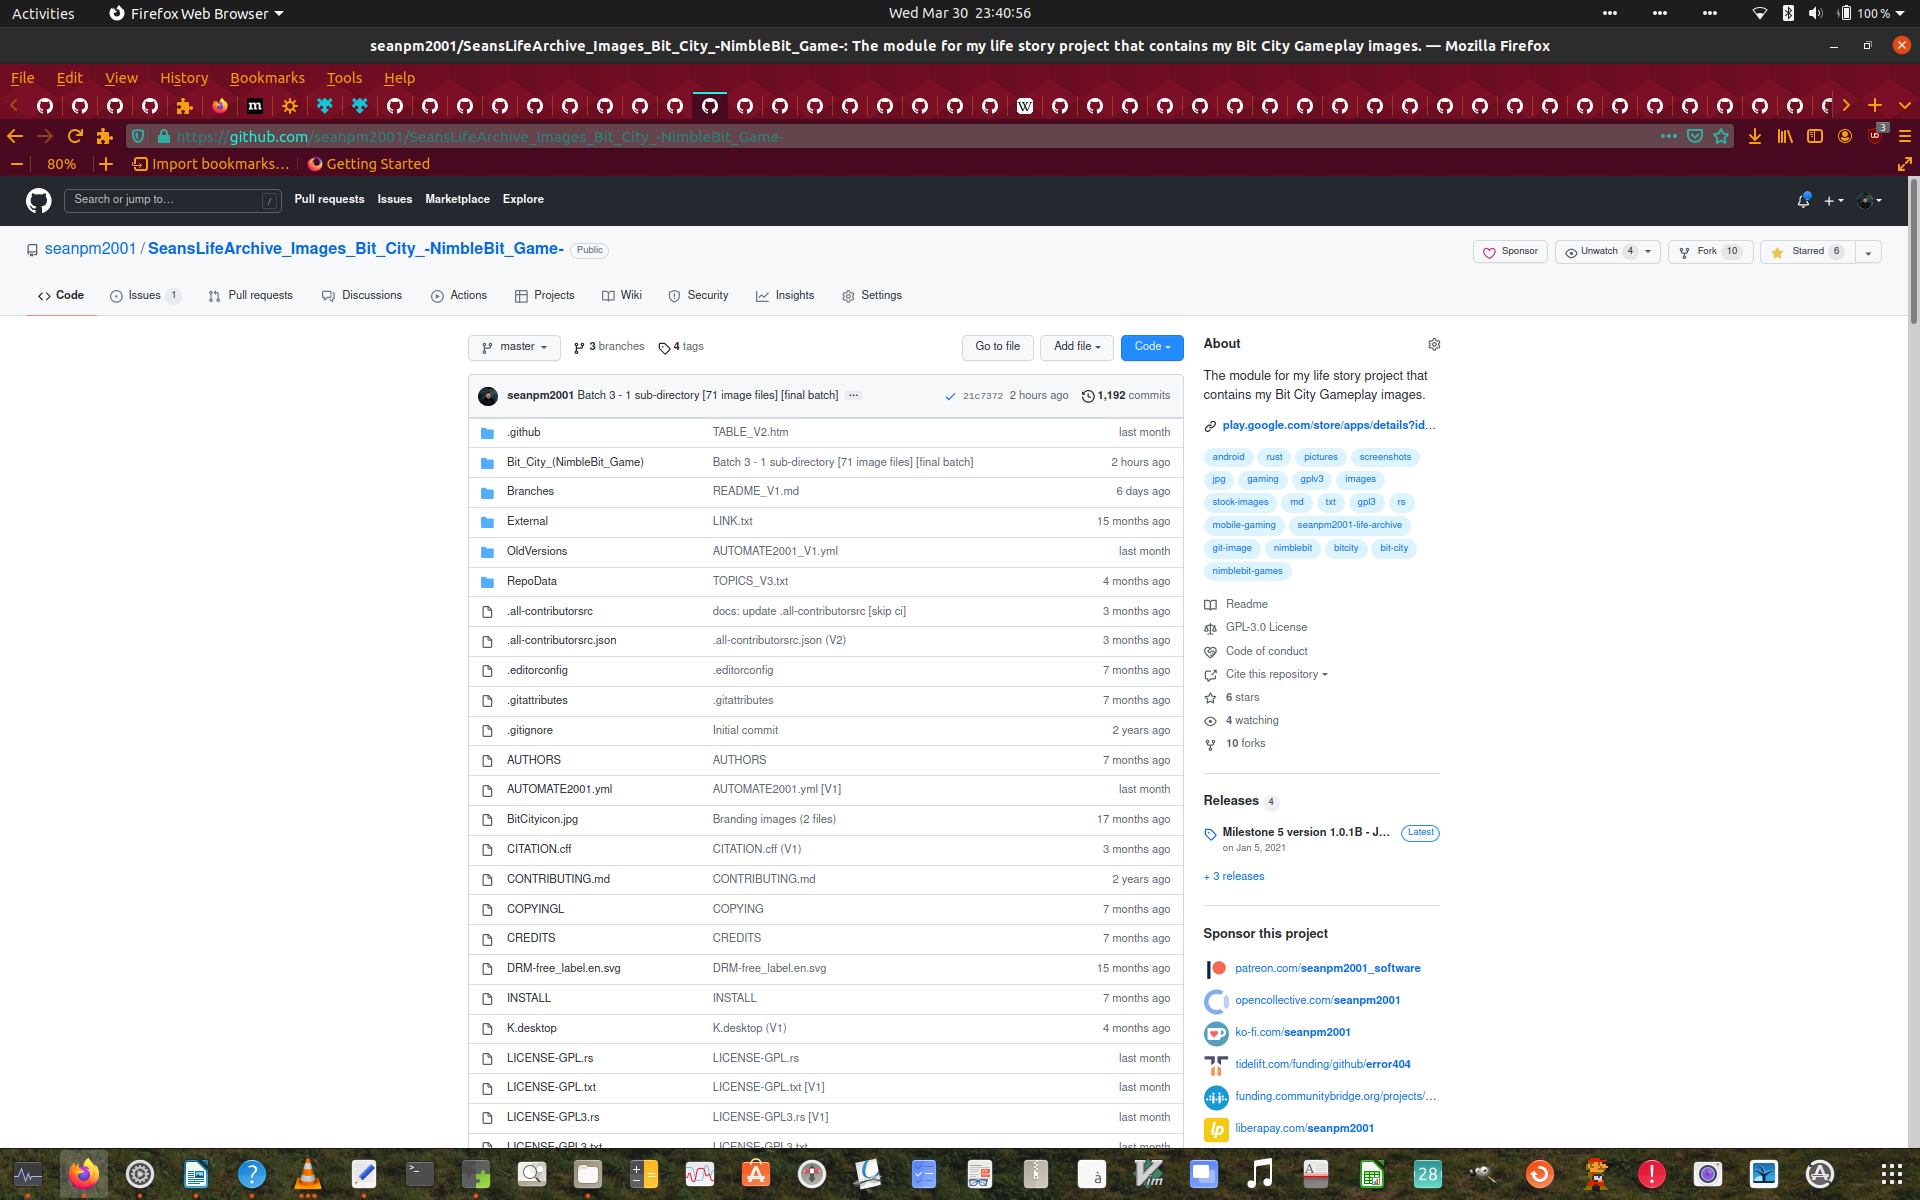 Activities
Firefox Web Browser
Wed Mar 30 23:40:56
100 %
seanpm2001/SeansLifeArchive_Images_Bit_City_-NimbleBit_Game-: The module for my life story project that contains my Bit City Gameplay images. — Mozilla Firefox
File Edit View History Bookmarks Tools Help
https://github.com/seanpm2001/SeansLifeArchive_Images_Bit_City_-NimbleBit_Game-
3
80%
Import bookmarks...
Getting Started
Search or jump to... /
Pull requests Issues Marketplace Explore
seanpm2001 / SeansLifeArchive_Images_Bit_City_-NimbleBit_Game- Public
Sponsor
Unwatch 4
Fork 10
Starred 6
Code
Issues 1
Pull requests
Discussions
Actions
Projects
Wiki
Security
Insights
Settings
master
3 branches
4 tags
Go to file
Add file
Code
seanpm2001 Batch 3 - 1 sub-directory [71 image files] [final batch] ...
21c7372 2 hours ago
1,192 commits
.github TABLE_V2.htm last month
Bit_City_(NimbleBit_Game) Batch 3 - 1 sub-directory [71 image files] [final batch] 2 hours ago
Branches README_V1.md 6 days ago
External LINK.txt 15 months ago
OldVersions AUTOMATE2001_V1.yml last month
RepoData TOPICS_V3.txt 4 months ago
.all-contributorsrc docs: update .all-contributorsrc [skip ci] 3 months ago
.all-contributorsrc.json .all-contributorsrc.json (V2) 3 months ago
.editorconfig .editorconfig 7 months ago
.gitattributes .gitattributes 7 months ago
.gitignore Initial commit 2 years ago
AUTHORS AUTHORS 7 months ago
AUTOMATE2001.yml AUTOMATE2001.yml [V1] last month
BitCityicon.jpg Branding images (2 files) 17 months ago
CITATION.cff CITATION.cff (V1) 3 months ago
CONTRIBUTING.md CONTRIBUTING.md 2 years ago
COPYINGL COPYING 7 months ago
CREDITS CREDITS 7 months ago
DRM-free_label.en.svg DRM-free_label.en.svg 15 months ago
INSTALL INSTALL 7 months ago
K.desktop K.desktop (V1) 4 months ago
LICENSE-GPL.rs LICENSE-GPL.rs last month
LICENSE-GPL.txt LICENSE-GPL.txt [V1] last month
LICENSE-GPL3.rs LICENSE-GPL3.rs [V1] last month
LICENSE-GPL3.txt LICENSE-GPL3.txt last month
About
The module for my life story project that
contains my Bit City Gameplay images.
play.google.com/store/apps/details?id...
android rust pictures screenshots
jpg gaming gplv3 images
stock-images md txt gpl3 rs
mobile-gaming seanpm2001-life-archive
git-image nimblebit bitcity bit-city
nimblebit-games
Readme
GPL-3.0 License
Code of conduct
Cite this repository
6 stars
4 watching
10 forks
Releases 4
Milestone 5 version 1.0.1B - J... Latest
on Jan 5, 2021
+ 3 releases
Sponsor this project
patreon.com/seanpm2001_software
opencollective.com/seanpm2001
ko-fi.com/seanpm2001
tidelift.com/funding/github/error404
funding.communitybridge.org/projects/...
liberapay.com/seanpm2001
28